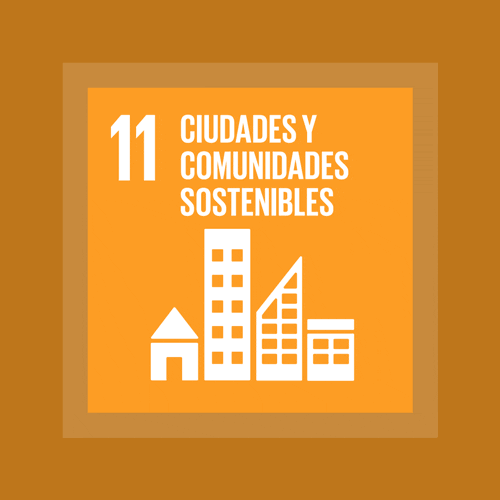 11
CIUDADES Y
COMUNIDADES
SOSTENIBLES